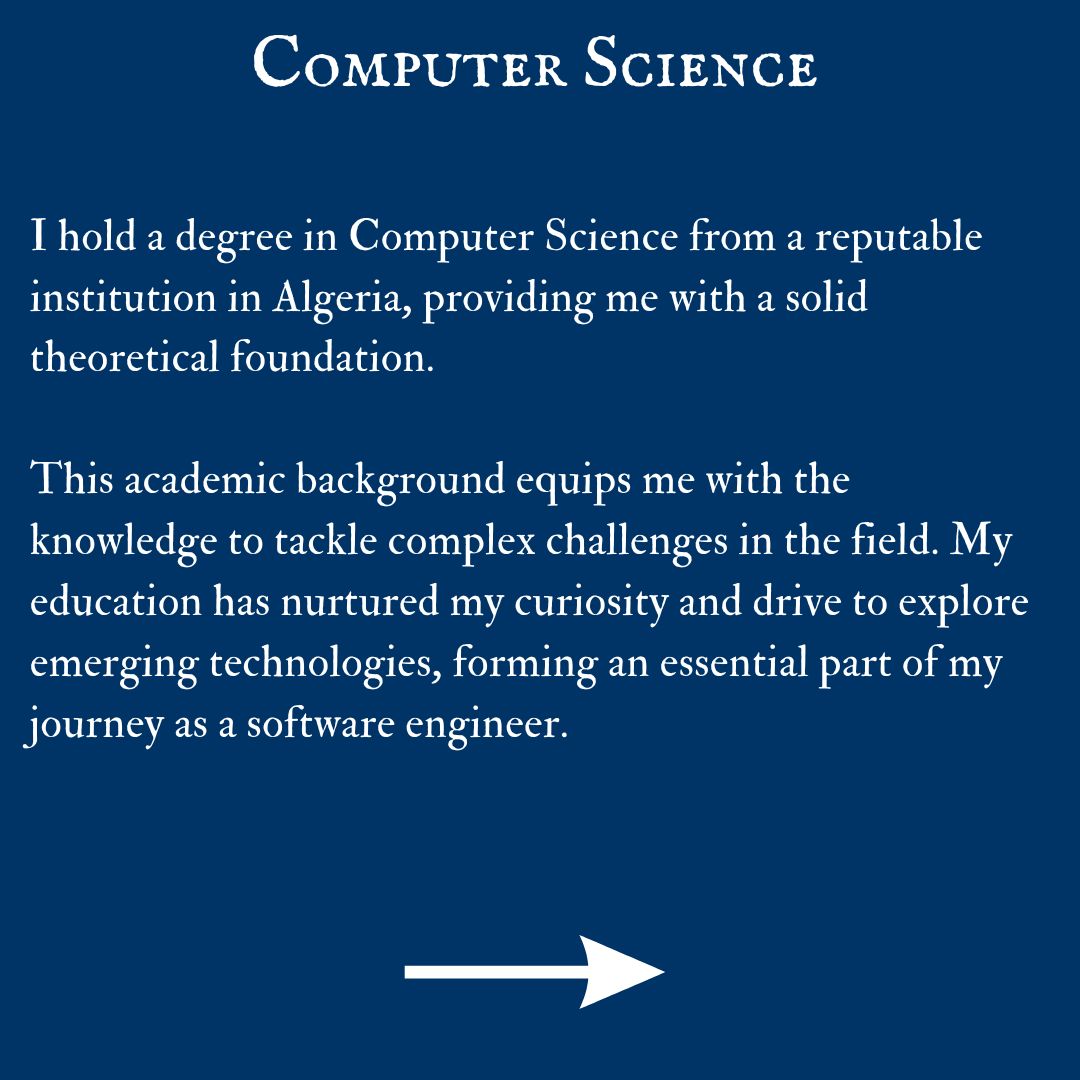 Computer Science
I hold a degree in Computer Science from a reputable
institution in Algeria, providing me with a solid
theoretical foundation.
This academic background equips me with the
knowledge to tackle complex challenges in the field. My
education has nurtured my curiosity and drive to explore
emerging technologies, forming an essential part of my
journey as a software engineer.